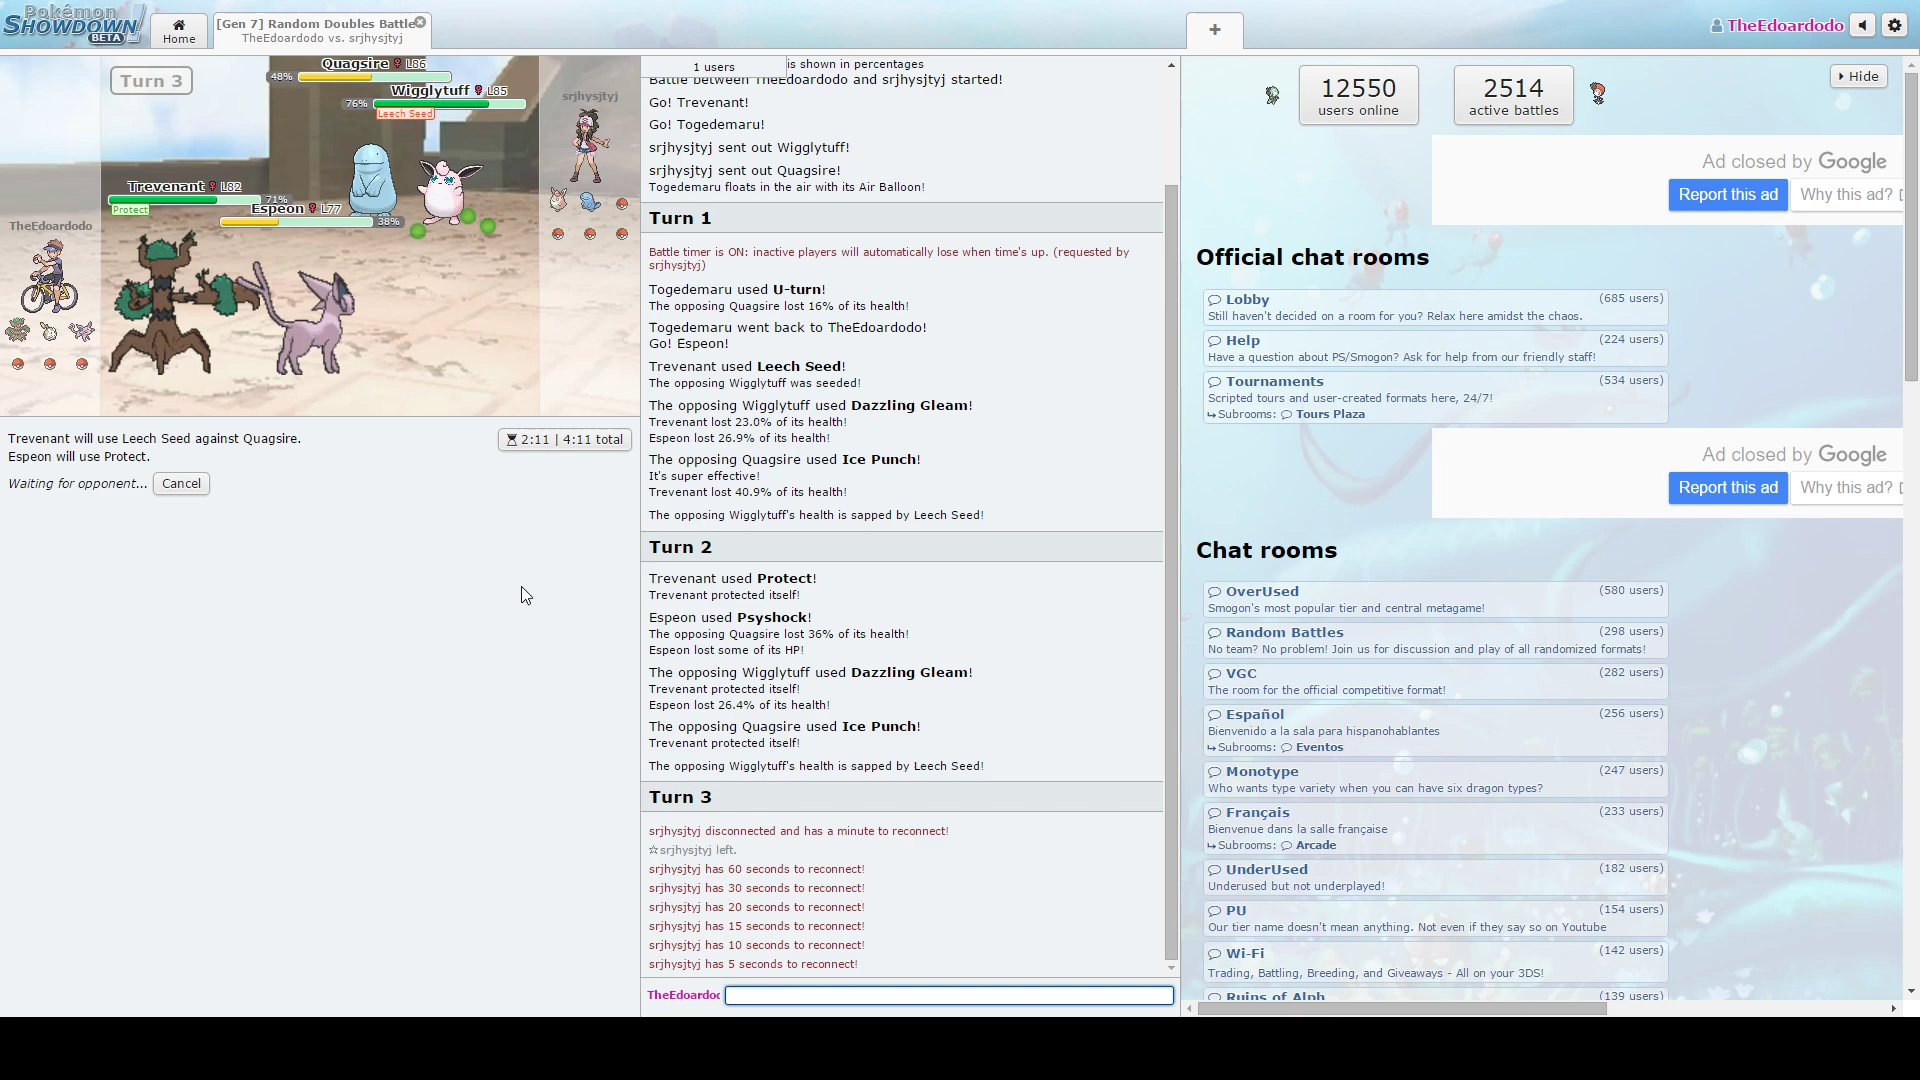 Pokémon
SHOWDOWN!
BETA
Home
[Gen 7] Random Doubles Battle
TheEdoardodo vs. srjhysjtyj
+
TheEdoardodo
Turn 3
Quagsire L86
48%
Wigglytuff L85
76%
Leech Seed
Trevenant L82
71%
Protect
Espeon L77
38%
TheEdoardodo
srjhysjtyj
Trevenant will use Leech Seed against Quagsire.
Espeon will use Protect.
2:11 | 4:11 total
Waiting for opponent... Cancel
1 users
is shown in percentages
Battle between TheEdoardodo and srjhysjtyj started!
Go! Trevenant!
Go! Togedemaru!
srjhysjtyj sent out Wigglytuff!
srjhysjtyj sent out Quagsire!
Togedemaru floats in the air with its Air Balloon!
Turn 1
Battle timer is ON: inactive players will automatically lose when time's up. (requested by
srjhysjtyj)
Togedemaru used U-turn!
The opposing Quagsire lost 16% of its health!
Togedemaru went back to TheEdoardodo!
Go! Espeon!
Trevenant used Leech Seed!
The opposing Wigglytuff was seeded!
The opposing Wigglytuff used Dazzling Gleam!
Trevenant lost 23.0% of its health!
Espeon lost 26.9% of its health!
The opposing Quagsire used Ice Punch!
It's super effective!
Trevenant lost 40.9% of its health!
The opposing Wigglytuff's health is sapped by Leech Seed!
Turn 2
Trevenant used Protect!
Trevenant protected itself!
Espeon used Psyshock!
The opposing Quagsire lost 36% of its health!
Espeon lost some of its HP!
The opposing Wigglytuff used Dazzling Gleam!
Trevenant protected itself!
Espeon lost 26.4% of its health!
The opposing Quagsire used Ice Punch!
Trevenant protected itself!
The opposing Wigglytuff's health is sapped by Leech Seed!
Turn 3
srjhysjtyj disconnected and has a minute to reconnect!
☆srjhysjtyj left.
srjhysjtyj has 60 seconds to reconnect!
srjhysjtyj has 30 seconds to reconnect!
srjhysjtyj has 20 seconds to reconnect!
srjhysjtyj has 15 seconds to reconnect!
srjhysjtyj has 10 seconds to reconnect!
srjhysjtyj has 5 seconds to reconnect!
TheEdoardoc
12550
users online
2514
active battles
Hide
Ad closed by Google
Report this ad Why this ad?
Official chat rooms
Lobby (685 users)
Still haven't decided on a room for you? Relax here amidst the chaos.
Help (224 users)
Have a question about PS/Smogon? Ask for help from our friendly staff!
Tournaments (534 users)
Scripted tours and user-created formats here, 24/7!
↳Subrooms: Tours Plaza
Ad closed by Google
Report this ad Why this ad?
Chat rooms
OverUsed (580 users)
Smogon's most popular tier and central metagame!
Random Battles (298 users)
No team? No problem! Join us for discussion and play of all randomized formats!
VGC (282 users)
The room for the official competitive format!
Español (256 users)
Bienvenido a la sala para hispanohablantes
↳Subrooms: Eventos
Monotype (247 users)
Who wants type variety when you can have six dragon types?
Français (233 users)
Bienvenue dans la salle française
↳Subrooms: Arcade
UnderUsed (182 users)
Underused but not underplayed!
PU (154 users)
Our tier name doesn't mean anything. Not even if they say so on Youtube
Wi-Fi (142 users)
Trading, Battling, Breeding, and Giveaways - All on your 3DS!
Ruins of Alph (139 users)